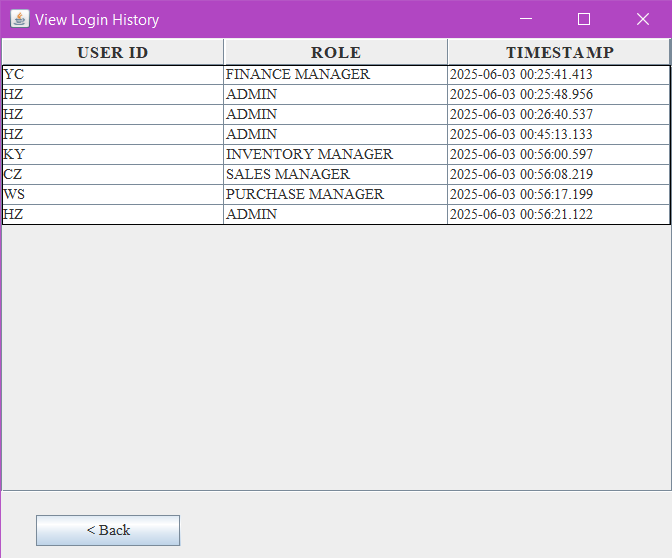 View Login History
USER ID ROLE TIMESTAMP
YC FINANCE MANAGER 2025-06-03 00:25:41.413
HZ ADMIN 2025-06-03 00:25:48.956
HZ ADMIN 2025-06-03 00:26:40.537
HZ ADMIN 2025-06-03 00:45:13.133
KY INVENTORY MANAGER 2025-06-03 00:56:00.597
CZ SALES MANAGER 2025-06-03 00:56:08.219
WS PURCHASE MANAGER 2025-06-03 00:56:17.199
HZ ADMIN 2025-06-03 00:56:21.122
< Back